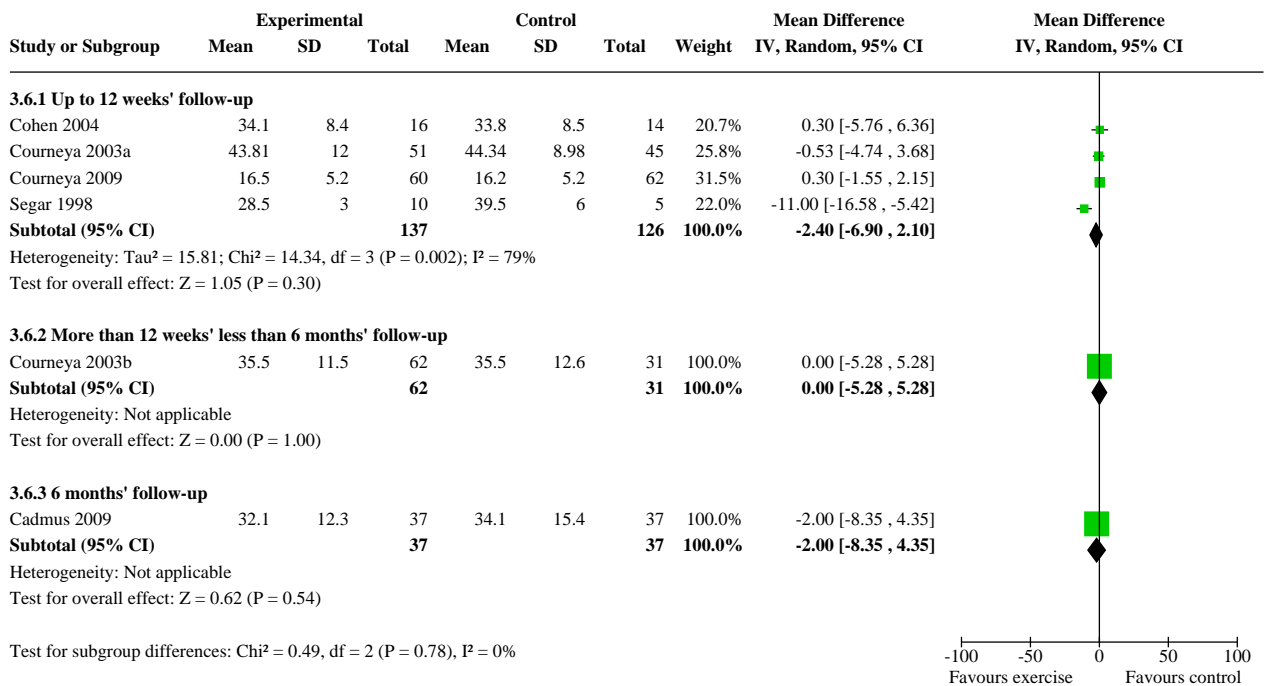 Experimental Control Mean Difference Mean Difference
Study or Subgroup Mean SD Total Mean SD Total Weight IV, Random, 95% CI IV, Random, 95% CI
3.6.1 Up to 12 weeks' follow-up
Cohen 2004 34.1 8.4 16 33.8 8.5 14 20.7% 0.30 [-5.76 , 6.36]
Courneya 2003a 43.81 12 51 44.34 8.98 45 25.8% -0.53 [-4.74 , 3.68]
Courneya 2009 16.5 5.2 60 16.2 5.2 62 31.5% 0.30 [-1.55 , 2.15]
Segar 1998 28.5 3 10 39.5 6 5 22.0% -11.00 [-16.58 , -5.42]
Subtotal (95% CI) 137 126 100.0% -2.40 [-6.90 , 2.10]
Heterogeneity: Tau² = 15.81; Chi² = 14.34, df = 3 (P = 0.002); I² = 79%
Test for overall effect: Z = 1.05 (P = 0.30)
3.6.2 More than 12 weeks' less than 6 months' follow-up
Courneya 2003b 35.5 11.5 62 35.5 12.6 31 100.0% 0.00 [-5.28 , 5.28]
Subtotal (95% CI) 62 31 100.0% 0.00 [-5.28 , 5.28]
Heterogeneity: Not applicable
Test for overall effect: Z = 0.00 (P = 1.00)
3.6.3 6 months' follow-up
Cadmus 2009 32.1 12.3 37 34.1 15.4 37 100.0% -2.00 [-8.35 , 4.35]
Subtotal (95% CI) 37 37 100.0% -2.00 [-8.35 , 4.35]
Heterogeneity: Not applicable
Test for overall effect: Z = 0.62 (P = 0.54)
Test for subgroup differences: Chi² = 0.49, df = 2 (P = 0.78), I² = 0%
-100 -50 0 50 100
Favours exercise Favours control